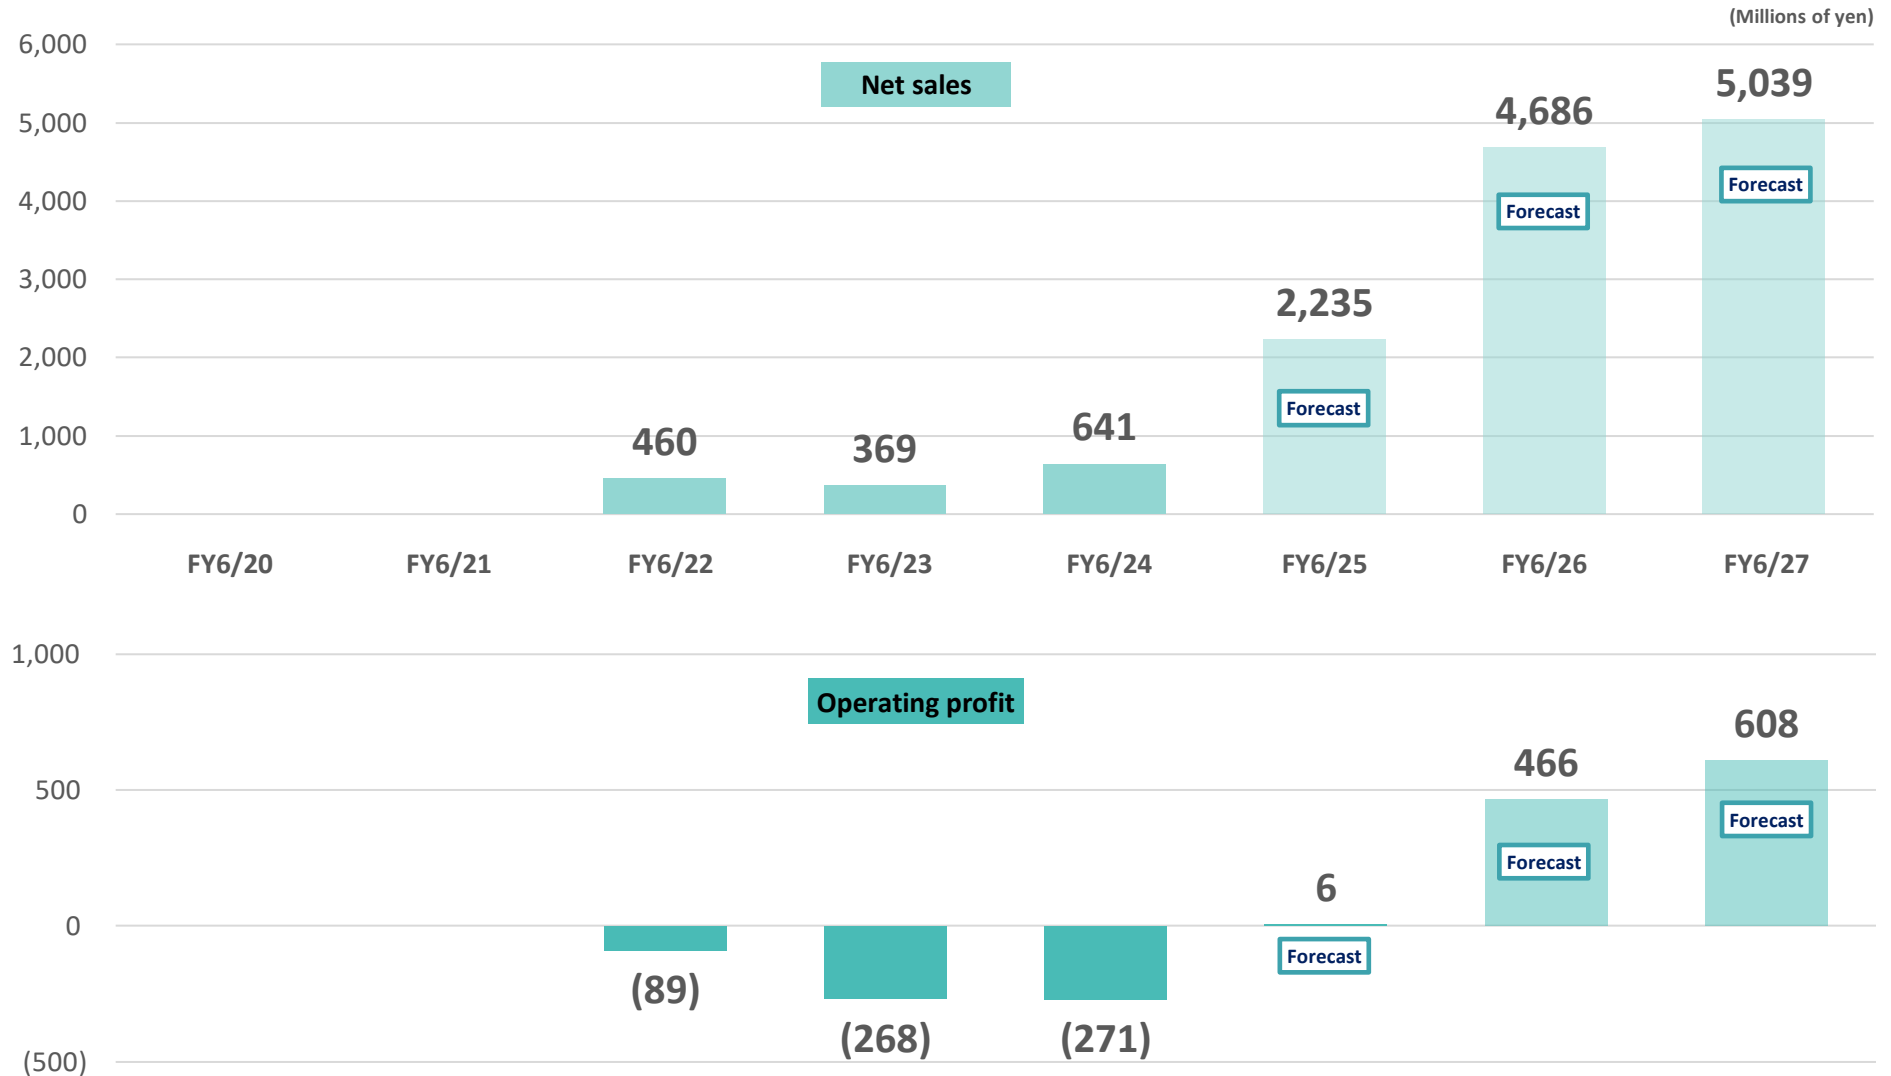 (Millions of yen)
6,000
5,000
4,000
3,000
2,000
1,000
0
Net sales
460
369
641
2,235
4,686
5,039
Forecast
Forecast
Forecast
FY6/20
FY6/21
FY6/22
FY6/23
FY6/24
FY6/25
FY6/26
FY6/27
1,000
500
0
(500)
Operating profit
(89)
(268)
(271)
6
466
608
Forecast
Forecast
Forecast